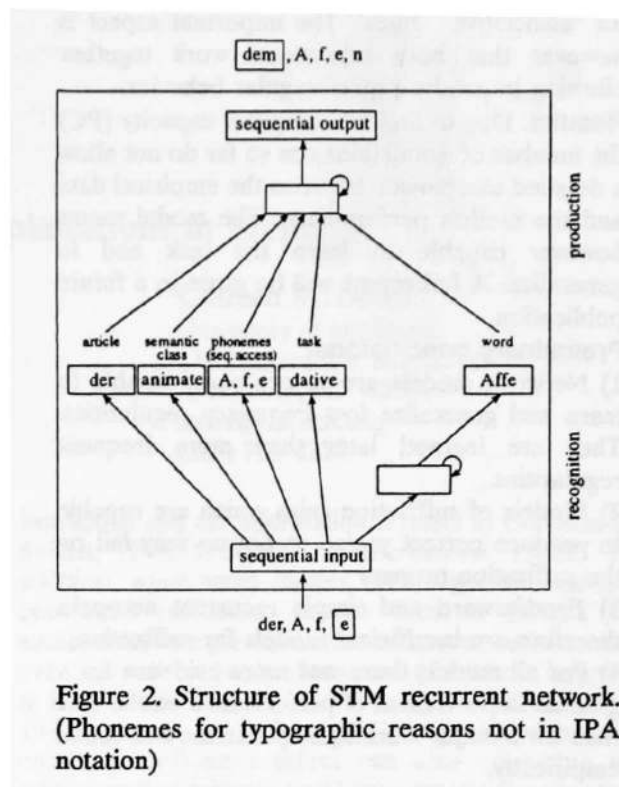 dem, A, f, e, n
sequential output
production
article
semantic class
phonemes (seq. access)
task
word
der
animate
A, f, e
dative
Affe
recognition
sequential input
der, A, f, e
Figure 2. Structure of STM recurrent network.
(Phonemes for typographic reasons not in IPA
notation)